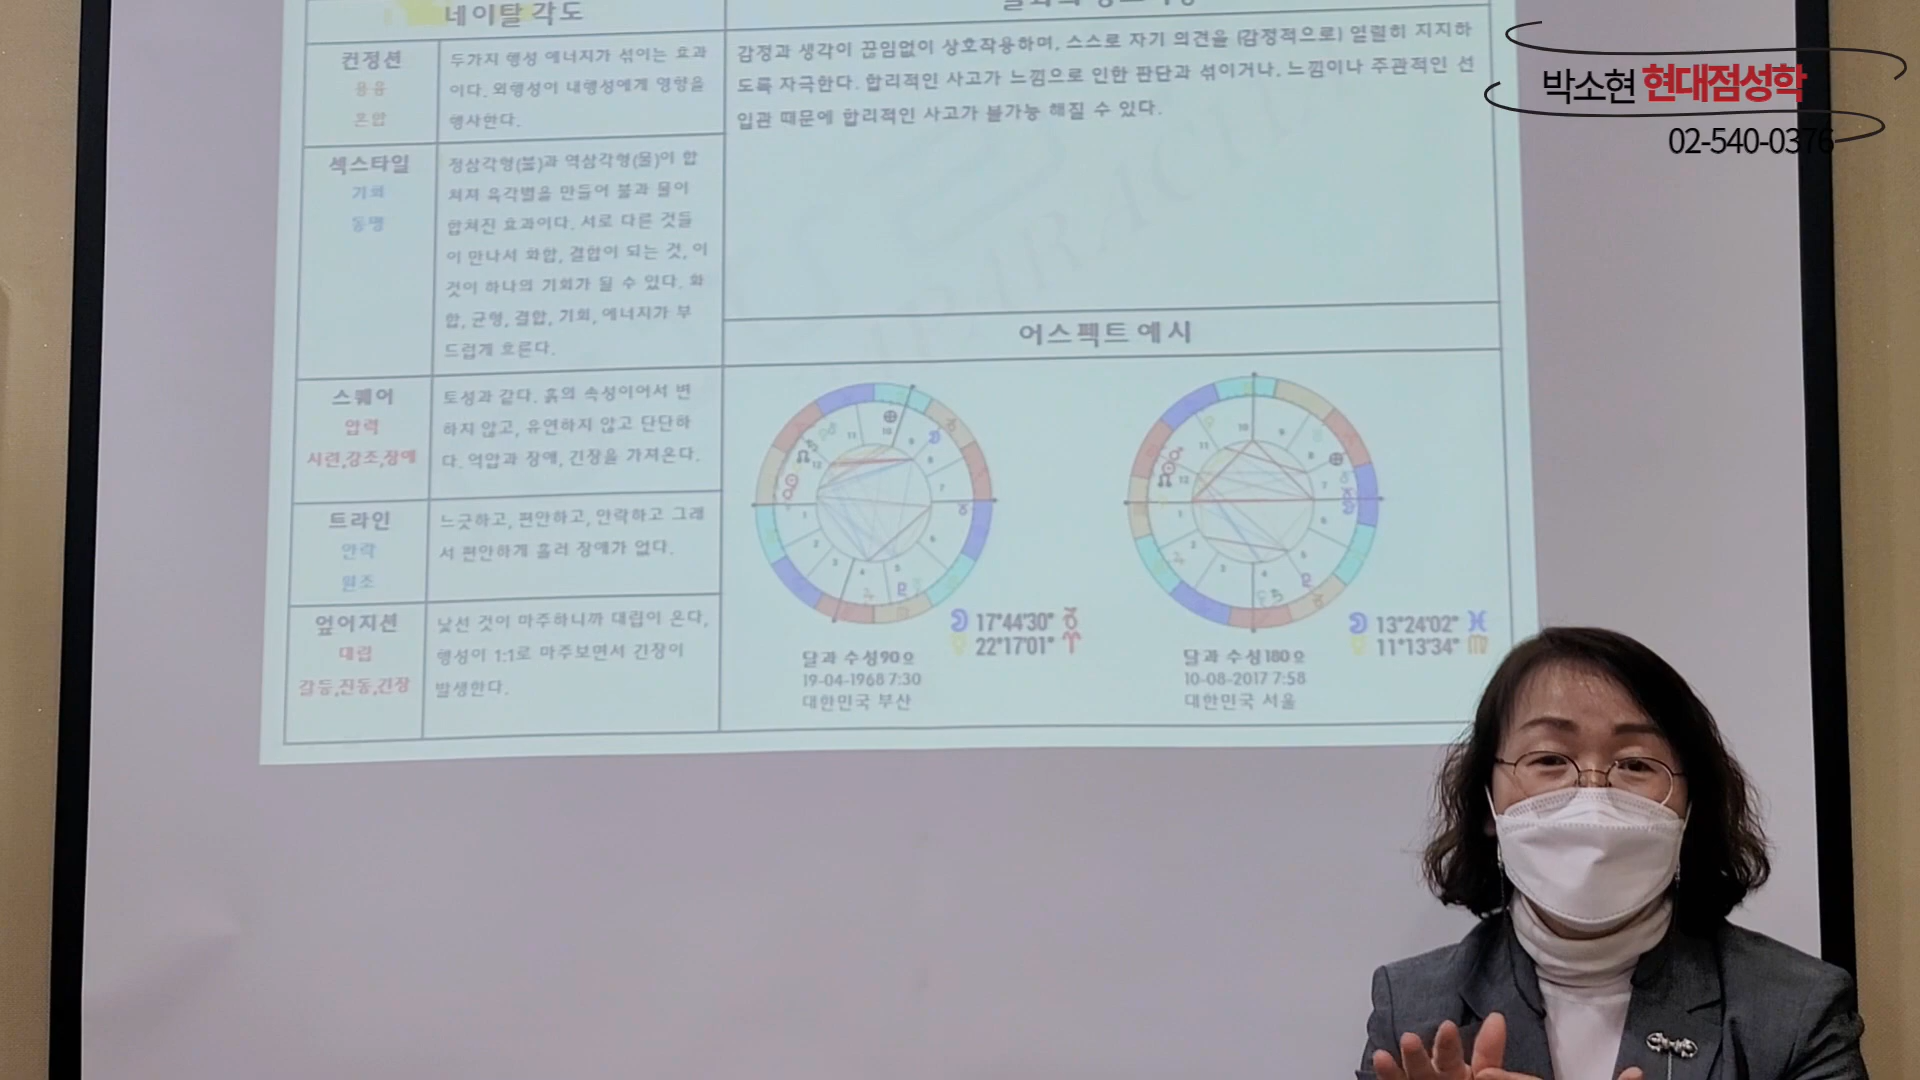 네이탈 각도
컨정션
융융
혼합
두가지 행성 에너지가 섞이는 효과
이다. 외행성이 내행성에게 영향을
행사한다.
감정과 생각이 끊임없이 상호작용하며, 스스로 자기 의견을 (감정적으로) 열렬히 지지하
도록 자극한다. 합리적인 사고가 느낌으로 인한 판단과 섞이거나, 느낌이나 주관적인 선
입관 때문에 합리적인 사고가 불가능 해질 수 있다.
섹스타일
기회
동맹
정삼각형(불)과 역삼각형(물)이 합
쳐져 육각별을 만들어 불과 물이
합쳐진 효과이다. 서로 다른 것들
이 만나서 화합, 결합이 되는 것, 이
것이 하나의 기회가 될 수 있다. 화
합, 균형, 결합, 기회, 에너지가 부
드럽게 흐른다.
스퀘어
압력
시련,강조,장애
토성과 같다. 흙의 속성이어서 변
하지 않고, 유연하지 않고 단단하
다. 억압과 장애, 긴장을 가져온다.
트라인
안락
원조
느긋하고, 편안하고, 안락하고 그래
서 편안하게 흘러 장애가 없다.
엎어지션
대립
갈등,진동,긴장
낯선 것이 마주하니까 대립이 온다,
행성이 1:1로 마주보면서 긴장이
발생한다.
어스펙트 예시
17°44'30"
22°17'01"
달과 수성90º
19-04-1968 7:30
대한민국 부산
13°24'02"
11°13'34"
달과 수성180º
10-08-2017 7:58
대한민국 서울
박소현 현대점성학
02-540-0376